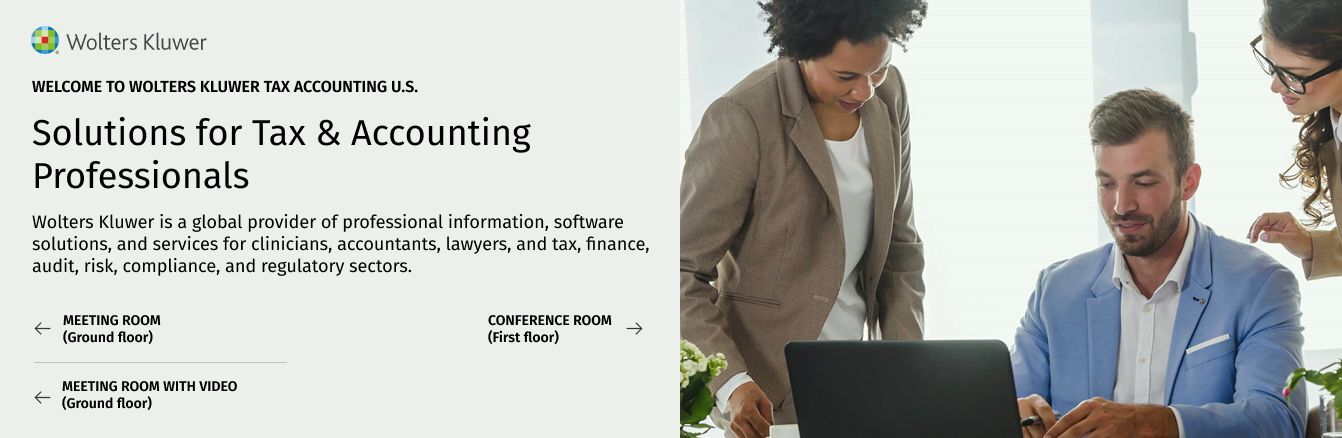 Wolters Kluwer
WELCOME TO WOLTERS KLUWER TAX ACCOUNTING U.S.
Solutions for Tax & Accounting
Professionals
Wolters Kluwer is a global provider of professional information, software
solutions, and services for clinicians, accountants, lawyers, and tax, finance,
audit, risk, compliance, and regulatory sectors.
← MEETING ROOM
(Ground floor)
CONFERENCE ROOM →
(First floor)
← MEETING ROOM WITH VIDEO
(Ground floor)